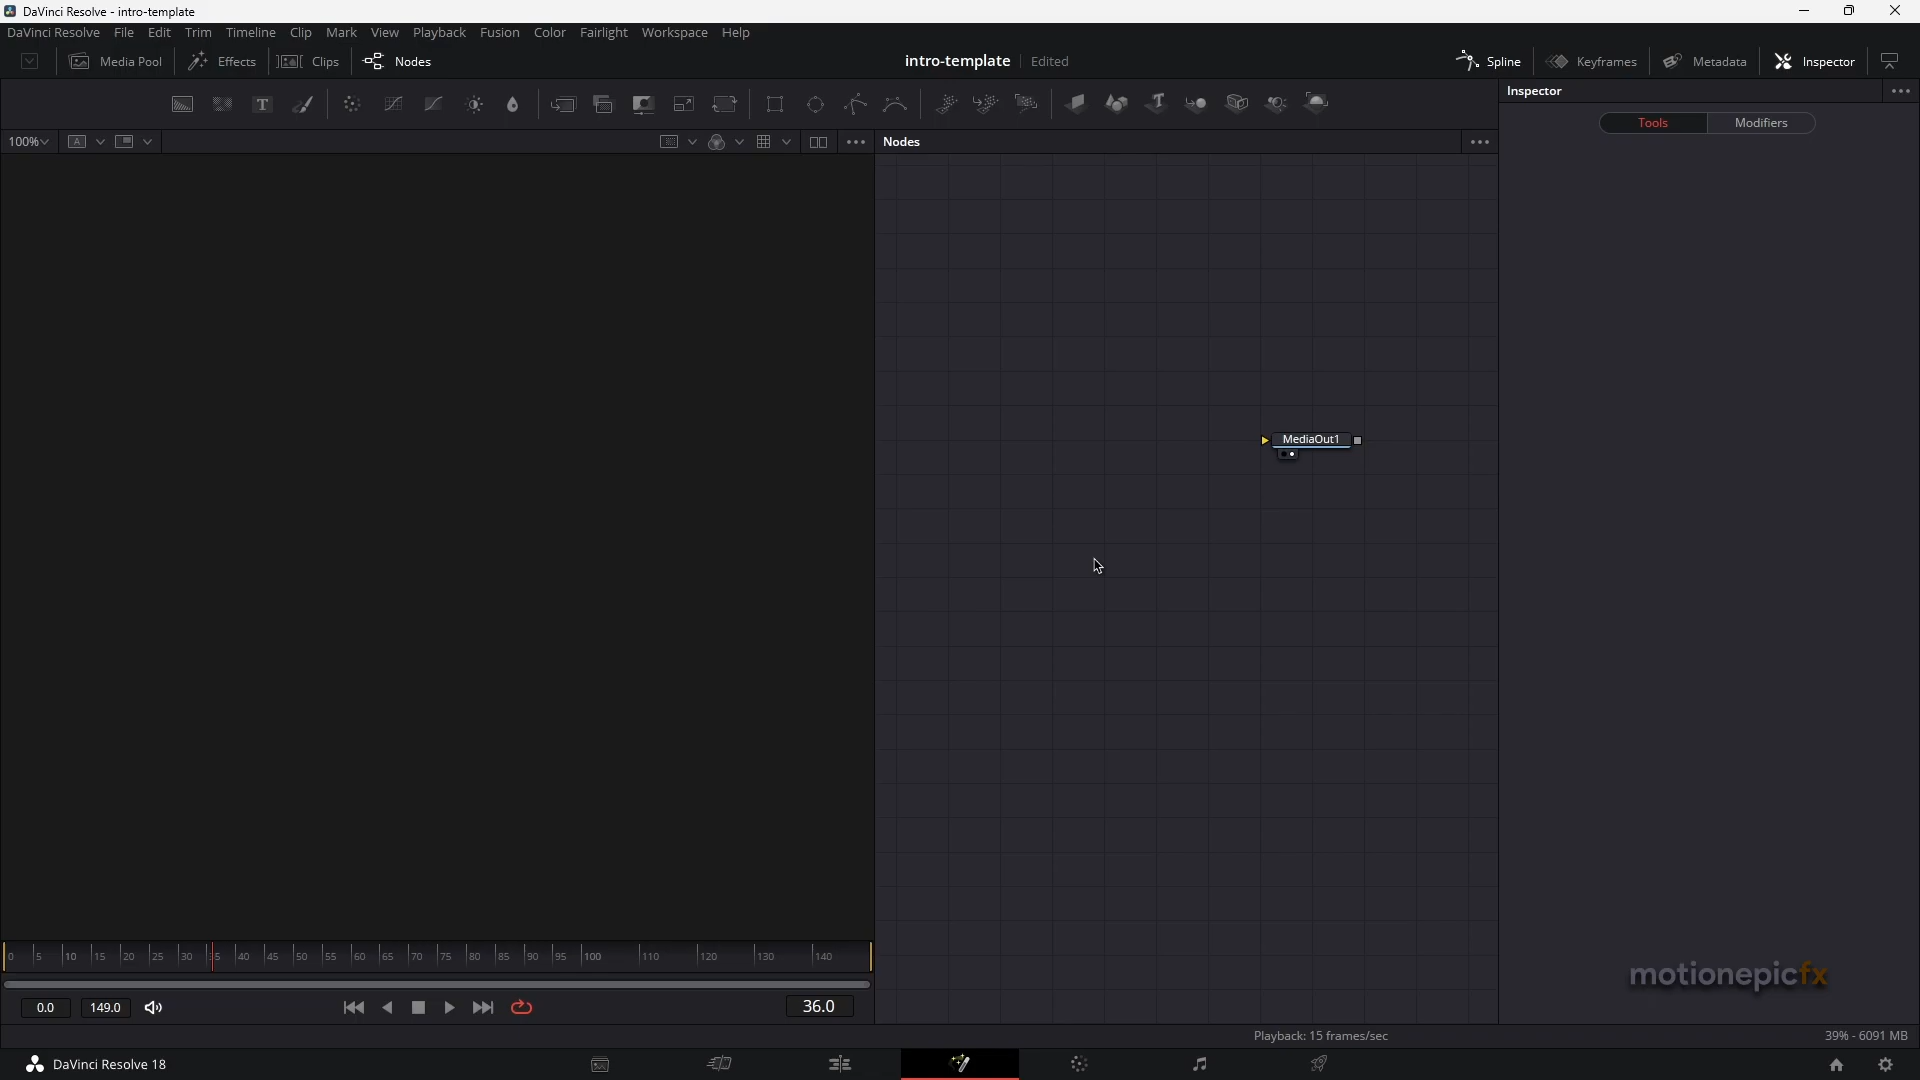 DaVinci Resolve - intro-template
DaVinci Resolve File Edit Trim Timeline Clip Mark View Playback Fusion Color Fairlight Workspace Help
Media Pool Effects Clips Nodes intro-template Edited Spline Keyframes Metadata Inspector
T T Inspector
Tools Modifiers
100% A Nodes
MediaOut1
0 5 10 15 20 25 30 35 40 45 50 55 60 65 70 75 80 85 90 95 100 110 120 130 140
motionepicfx
0.0 149.0 36.0
Playback: 15 frames/sec 39% - 6091 MB
DaVinci Resolve 18